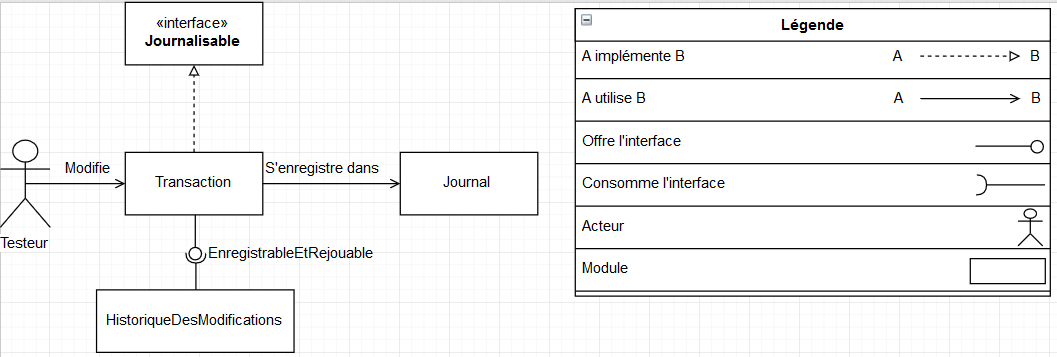 «interface»
Journalisable
Modifie
Transaction
S'enregistre dans
Journal
Testeur
EnregistrableEtRejouable
HistoriqueDesModifications
Légende
A implémente B A B
A utilise B A B
Offre l'interface
Consomme l'interface
Acteur
Module